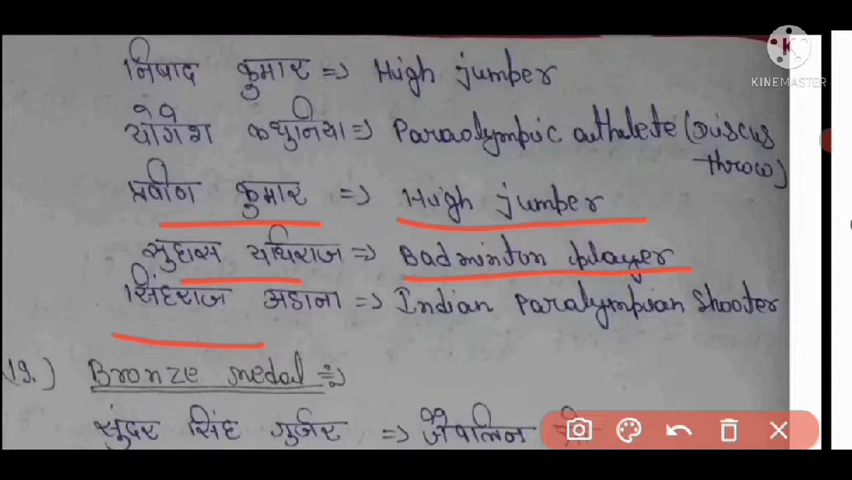 K
KINEMASTER
निषाद कुमार => High jumper
योगेश कथुनिया => Paraolympic authelete (Discus
throw)
प्रवीण कुमार => High jumper
सुहास यथिराज => Badminton player
सिंहराज अडाना => Indian Paralympian Shooter
19.) Bronze medal =>
सुंदर सिंह गुर्जर => जैवलिन